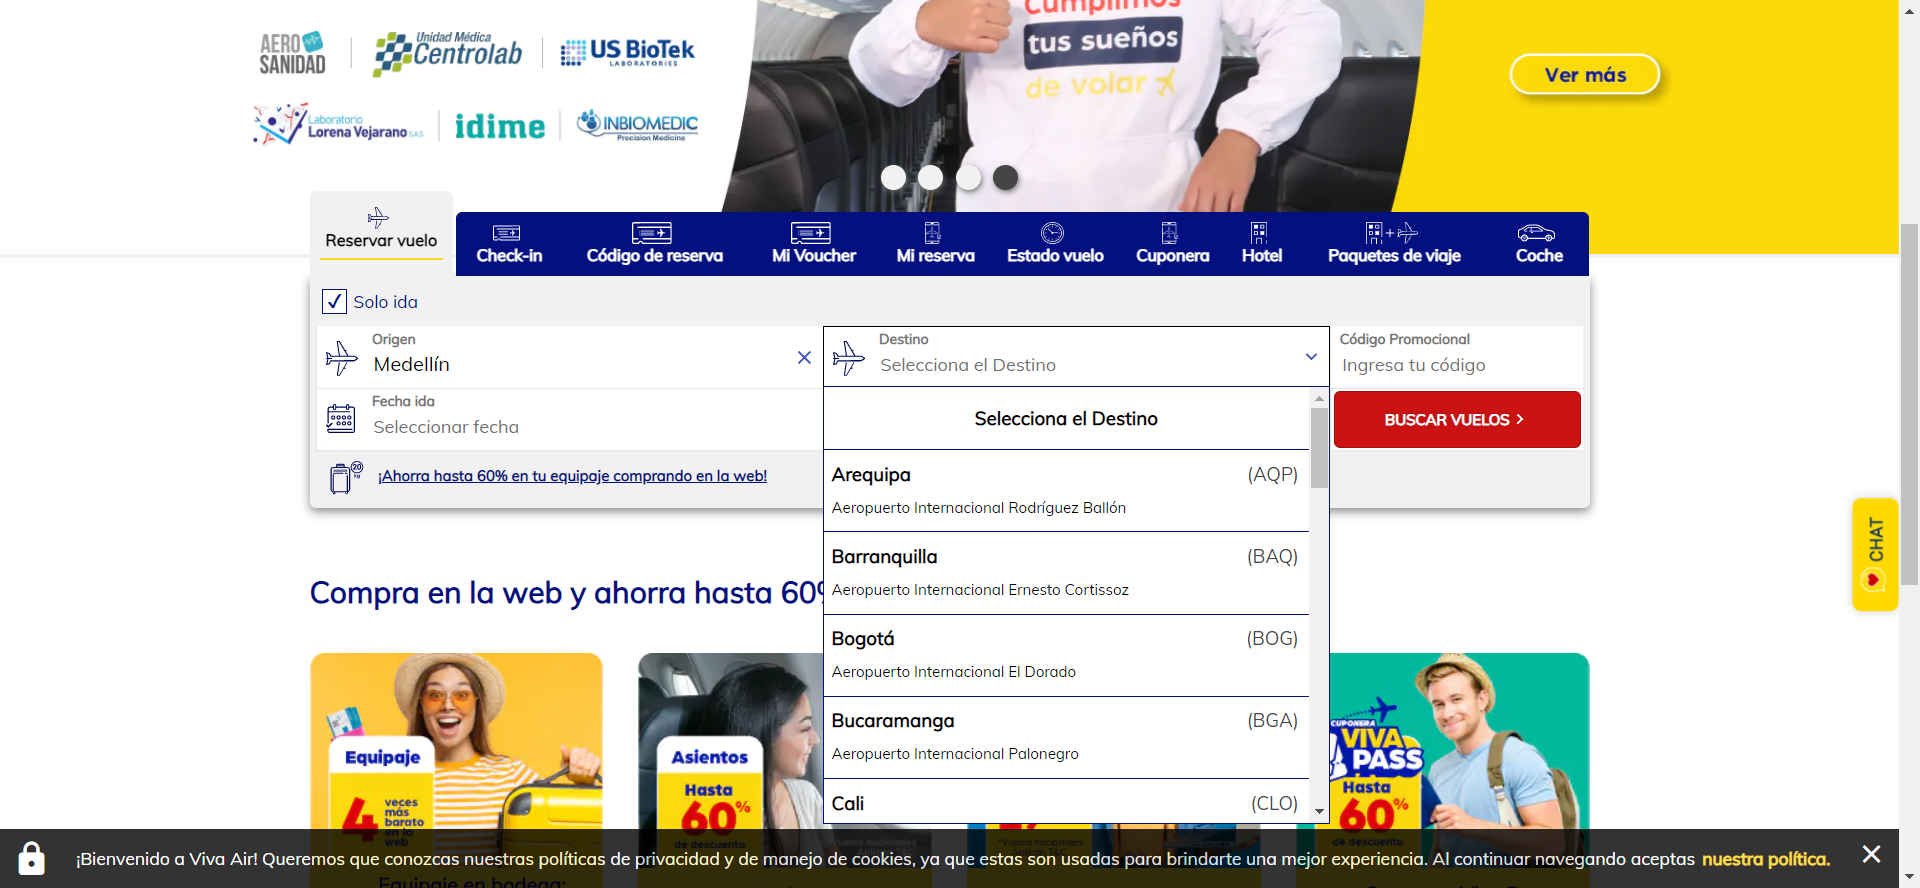 AERO
SANIDAD
Unidad Médica
Centrolab
US BioTek
LABORATORIES
Laboratorio
Lorena Vejarano SAS
idime
INBIOMEDIC
Precision Medicine
Cumplimos
tus sueños
de volar
Ver más
Reservar vuelo
Check-in
Código de reserva
Mi Voucher
Mi reserva
Estado vuelo
Cuponera
Hotel
Paquetes de viaje
Coche
Solo ida
Origen
Medellín
Destino
Selecciona el Destino
Código Promocional
Ingresa tu código
Fecha ida
Seleccionar fecha
BUSCAR VUELOS
20
KG
¡Ahorra hasta 60% en tu equipaje comprando en la web!
Selecciona el Destino
Arequipa (AQP)
Aeropuerto Internacional Rodríguez Ballón
Barranquilla (BAQ)
Aeropuerto Internacional Ernesto Cortissoz
Bogotá (BOG)
Aeropuerto Internacional El Dorado
Bucaramanga (BGA)
Aeropuerto Internacional Palonegro
Cali (CLO)
CHAT
Compra en la web y ahorra hasta 60%
Equipaje
4 veces
más
barato
en la
web
Asientos
Hasta
60%
de descuento
CUPONERA
VIVA
PASS
Hasta
60%
de descuento
¡Bienvenido a Viva Air! Queremos que conozcas nuestras políticas de privacidad y de manejo de cookies, ya que estas son usadas para brindarte una mejor experiencia. Al continuar navegando aceptas nuestra política.
Equipaje en bodega: